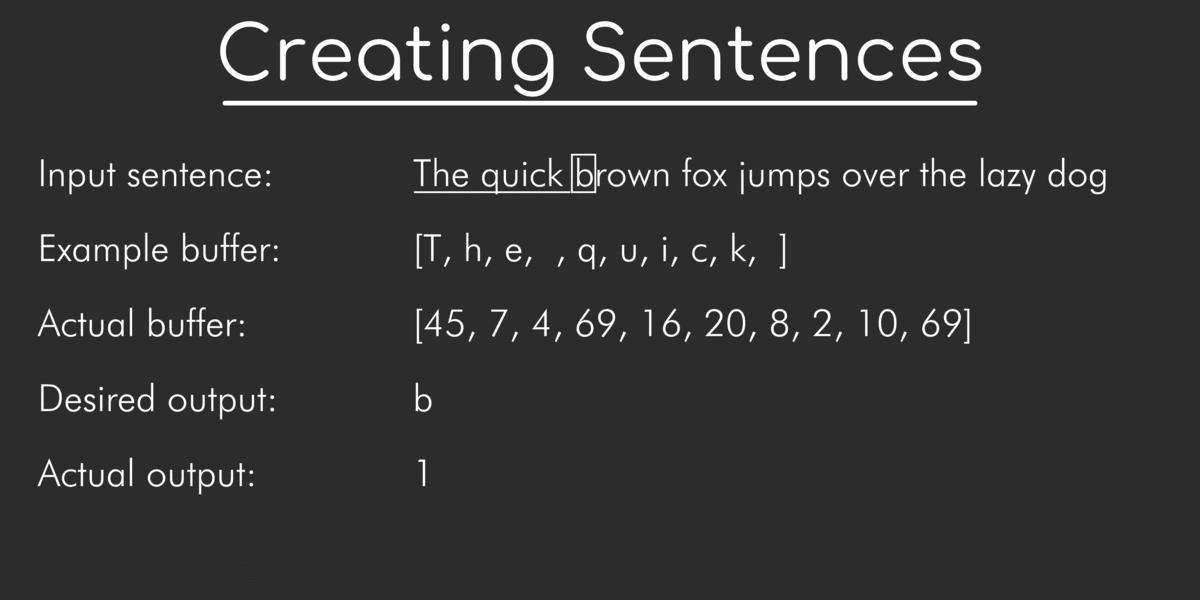 Creating Sentences
Input sentence: The quick brown fox jumps over the lazy dog
Example buffer: [T, h, e,  , q, u, i, c, k,  ]
Actual buffer: [45, 7, 4, 69, 16, 20, 8, 2, 10, 69]
Desired output: b
Actual output: 1